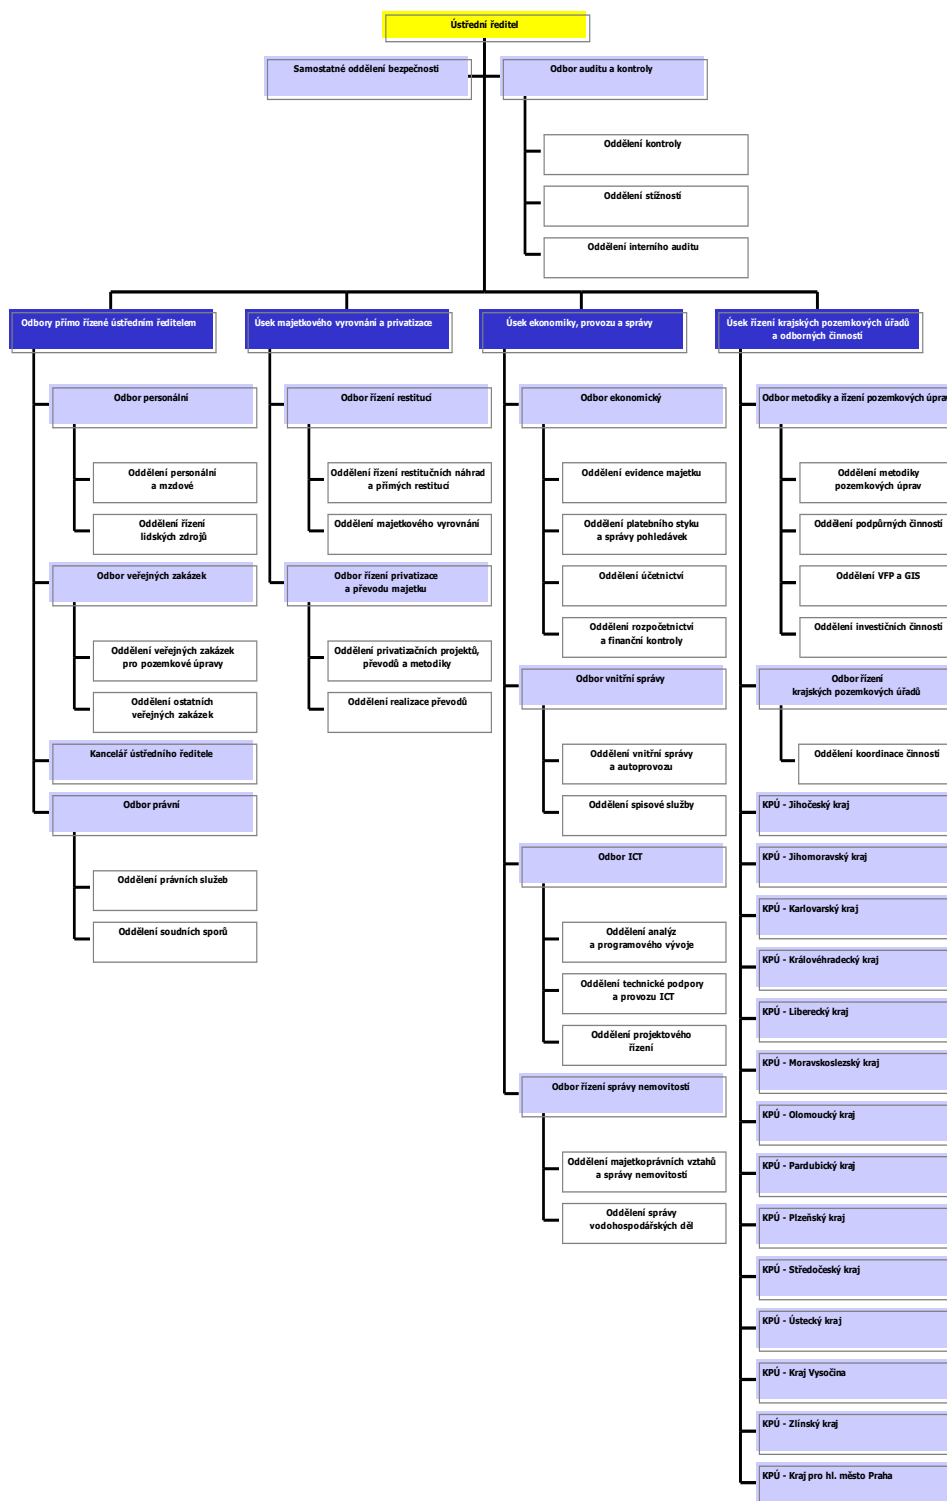 Ústřední ředitel
Samostatné oddělení bezpečnosti
Odbor auditu a kontroly
Oddělení kontroly
Oddělení stížností
Oddělení interního auditu
Odbory přímo řízené ústředním ředitelem
Odbor personální
Oddělení personální
a mzdové
Oddělení řízení
lidských zdrojů
Odbor veřejných zakázek
Oddělení veřejných zakázek
pro pozemkové úpravy
Oddělení ostatních
veřejných zakázek
Kancelář ústředního ředitele
Odbor právní
Oddělení právních služeb
Oddělení soudních sporů
Úsek majetkového vyrovnání a privatizace
Odbor řízení restitucí
Oddělení řízení restitučních náhrad
a přímých restitucí
Oddělení majetkového vyrovnání
Odbor řízení privatizace
a převodu majetku
Oddělení privatizačních projektů,
převodů a metodiky
Oddělení realizace převodů
Úsek ekonomiky, provozu a správy
Odbor ekonomický
Oddělení evidence majetku
Oddělení platebního styku
a správy pohledávek
Oddělení účetnictví
Oddělení rozpočetnictví
a finanční kontroly
Odbor vnitřní správy
Oddělení vnitřní správy
a autoprovozu
Oddělení spisové služby
Odbor ICT
Oddělení analýz
a programového vývoje
Oddělení technické podpory
a provozu ICT
Oddělení projektového
řízení
Odbor řízení správy nemovitostí
Oddělení majetkoprávních vztahů
a správy nemovitostí
Oddělení správy
vodohospodářských děl
Úsek řízení krajských pozemkových úřadů
a odborných činností
Odbor metodiky a řízení pozemkových úprav
Oddělení metodiky
pozemkových úprav
Oddělení podpůrných činností
Oddělení VFP a GIS
Oddělení investičních činností
Odbor řízení
krajských pozemkových úřadů
Oddělení koordinace činností
KPÚ - Jihočeský kraj
KPÚ - Jihomoravský kraj
KPÚ - Karlovarský kraj
KPÚ - Královéhradecký kraj
KPÚ - Liberecký kraj
KPÚ - Moravskoslezský kraj
KPÚ - Olomoucký kraj
KPÚ - Pardubický kraj
KPÚ - Plzeňský kraj
KPÚ - Středočeský kraj
KPÚ - Ústecký kraj
KPÚ - Kraj Vysočina
KPÚ - Zlínský kraj
KPÚ - Kraj pro hl. město Praha